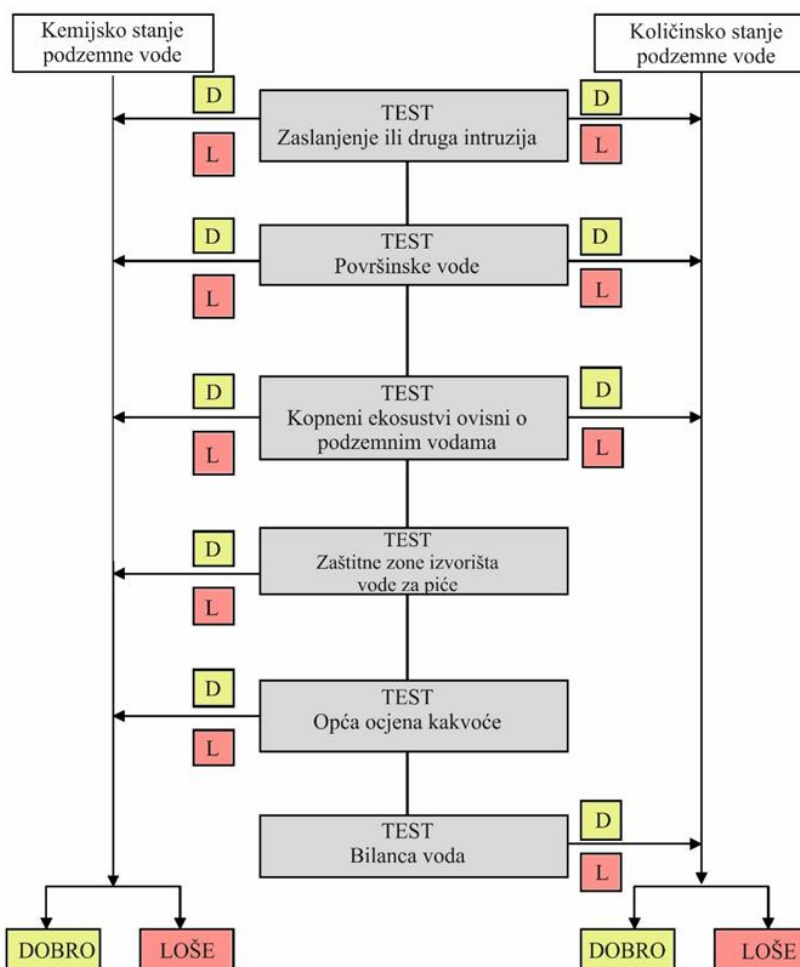 Kemijsko stanje
podzemne vode
Količinsko stanje
podzemne vode
D
D
TEST
Zaslanjenje ili druga intruzija
L
L
D
D
TEST
Površinske vode
L
L
D
D
TEST
Kopneni ekosustvi ovisni o
podzemnim vodama
L
L
D
TEST
Zaštitne zone izvorišta
vode za piće
L
D
TEST
Opća ocjena kakvoće
L
D
TEST
Bilanca voda
L
DOBRO
LOŠE
DOBRO
LOŠE